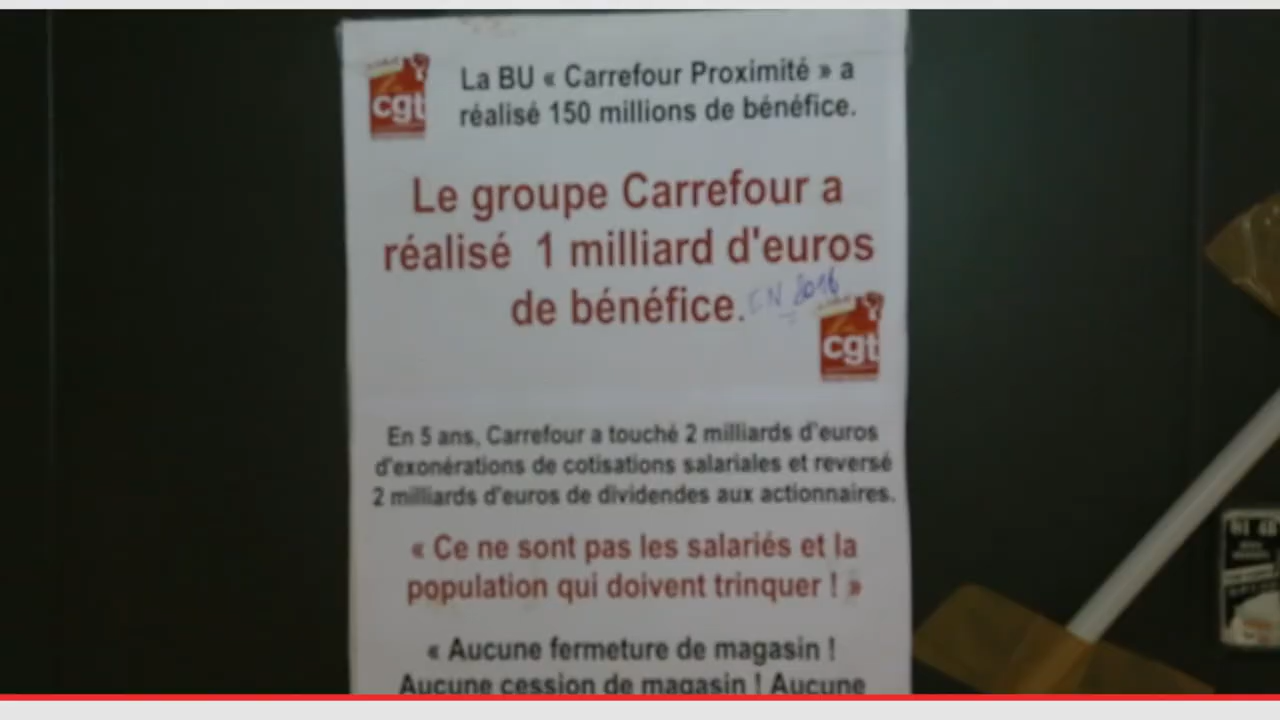 cgt
La BU « Carrefour Proximité » a
réalisé 150 millions de bénéfice.
Le groupe Carrefour a
réalisé 1 milliard d'euros
de bénéfice. EN 2016
cgt
En 5 ans, Carrefour a touché 2 milliards d'euros
d'exonérations de cotisations salariales et reversé
2 milliards d'euros de dividendes aux actionnaires.
« Ce ne sont pas les salariés et la
population qui doivent trinquer ! »
« Aucune fermeture de magasin !
Aucune cession de magasin ! Aucune